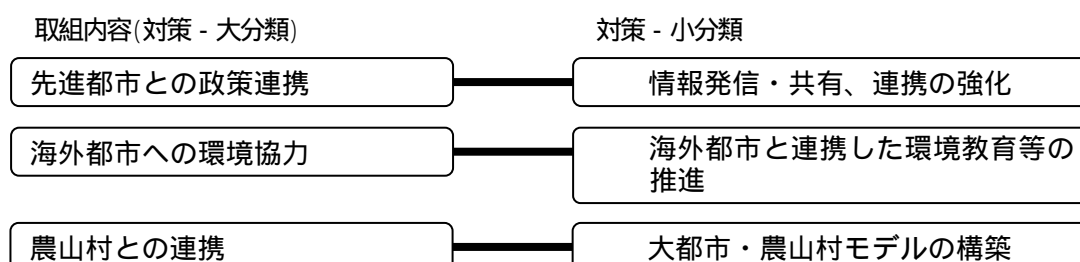 取組内容(対策 - 大分類)
対策 - 小分類
先進都市との政策連携
情報発信・共有、連携の強化
海外都市への環境協力
海外都市と連携した環境教育等の
推進
農山村との連携
大都市・農山村モデルの構築